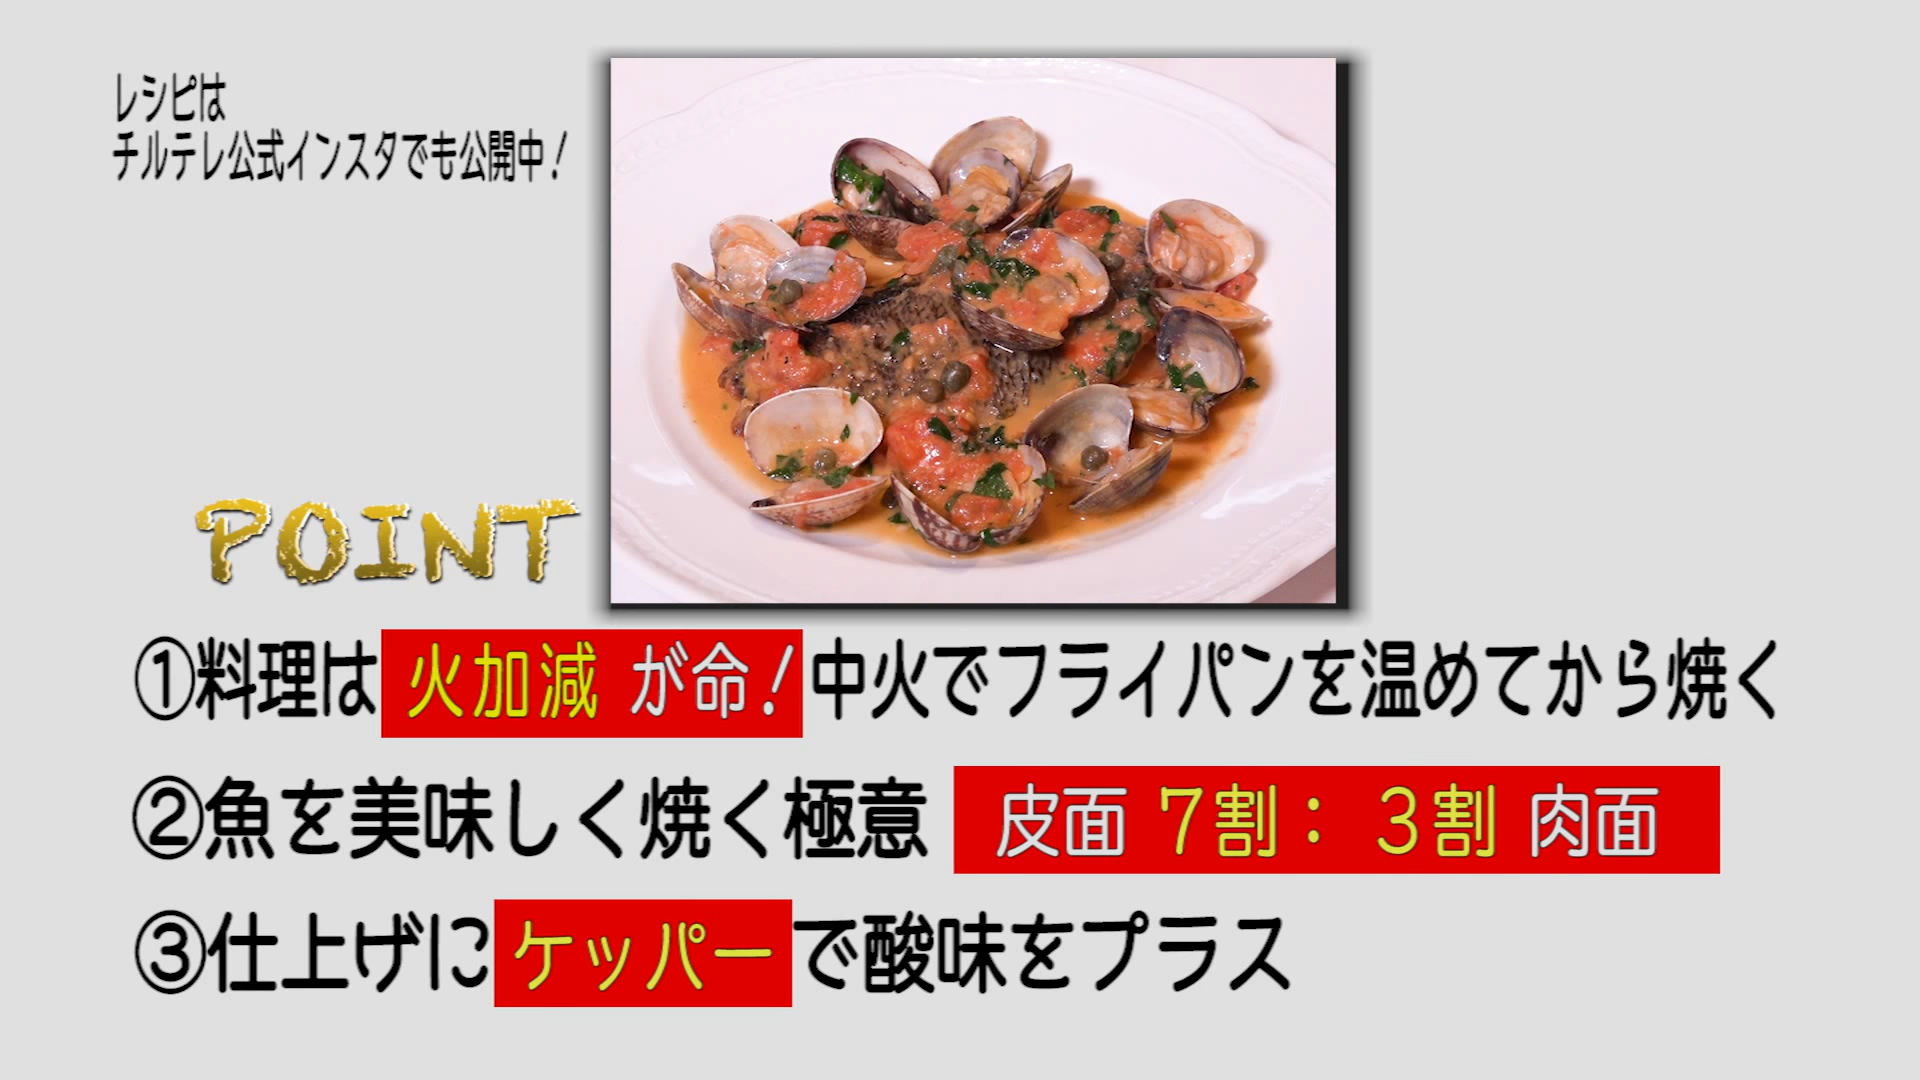 レシピは
チルテレ公式インスタでも公開中！
POINT
①料理は 火加減 が命！中火でフライパンを温めてから焼く
②魚を美味しく焼く極意 皮面 7割： 3割 肉面
③仕上げにケッパーで酸味をプラス